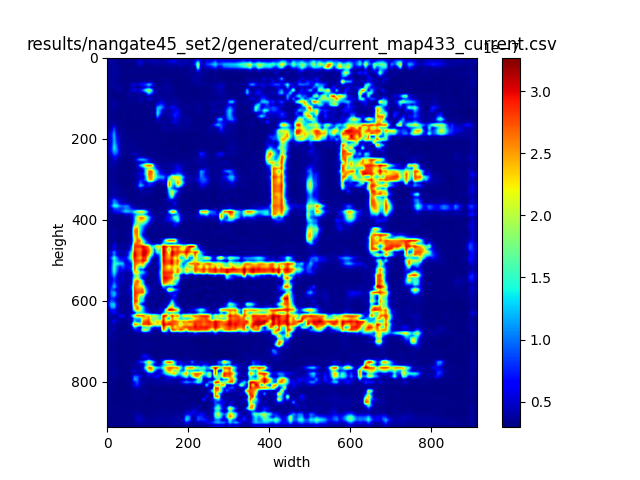 results/nangate45_set2/generated/current_map433_current.csv
1e−7
0
200
400
600
800
height
0 200 400 600 800
width
3.0
2.5
2.0
1.5
1.0
0.5